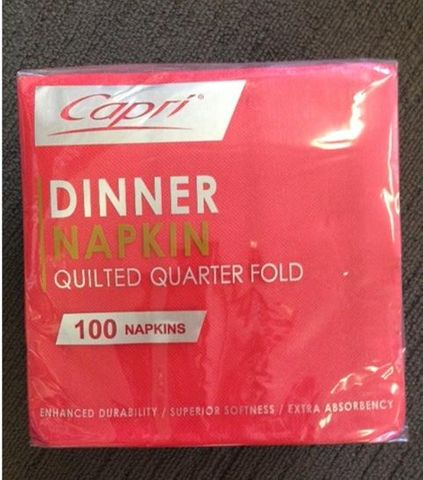 Capri®
DINNER
NAPKIN
QUILTED QUARTER FOLD
100 NAPKINS
ENHANCED DURABILITY / SUPERIOR SOFTNESS / EXTRA ABSORBENCY